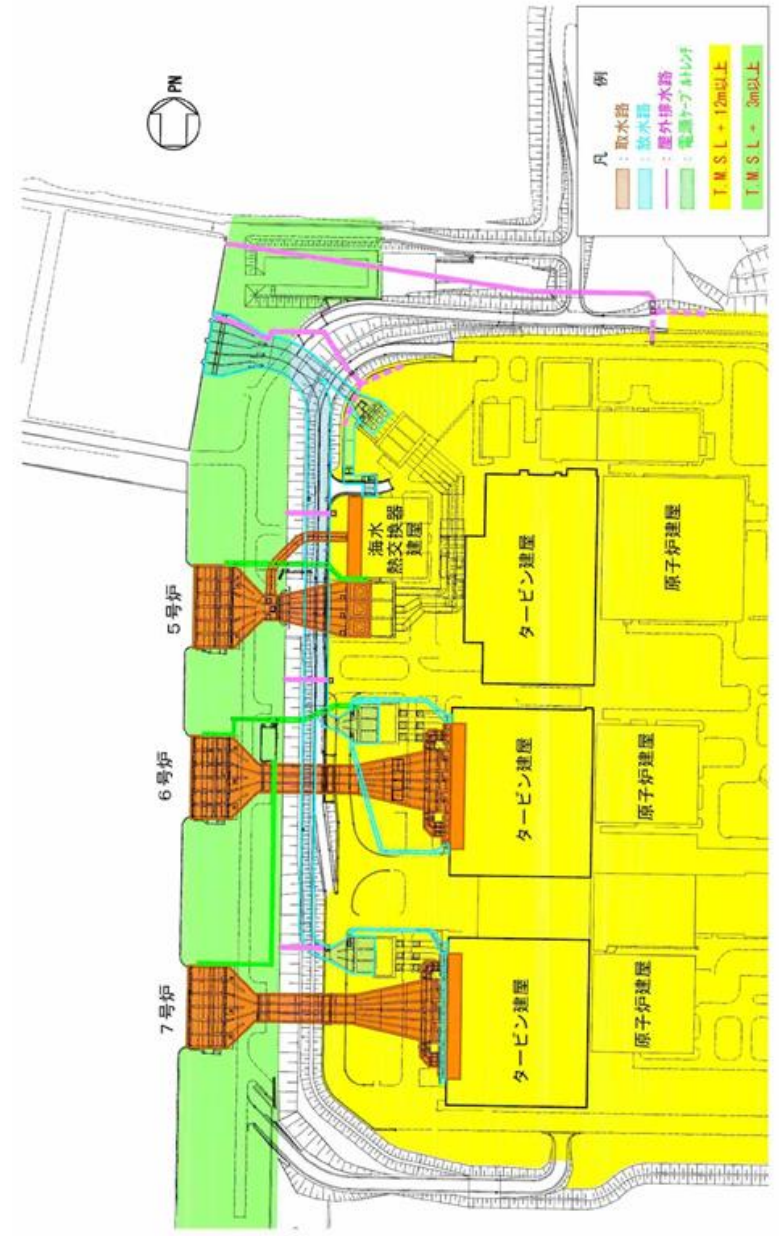 PN
凡 例
：取水路
：放水路
：屋外排水路
：電源ケーブルトレンチ
T.M.S.L + 12m以上
T.M.S.L + 3m以上
7号炉
6号炉
5号炉
海水
熱交換器
建屋
タービン建屋
タービン建屋
タービン建屋
原子炉建屋
原子炉建屋
原子炉建屋